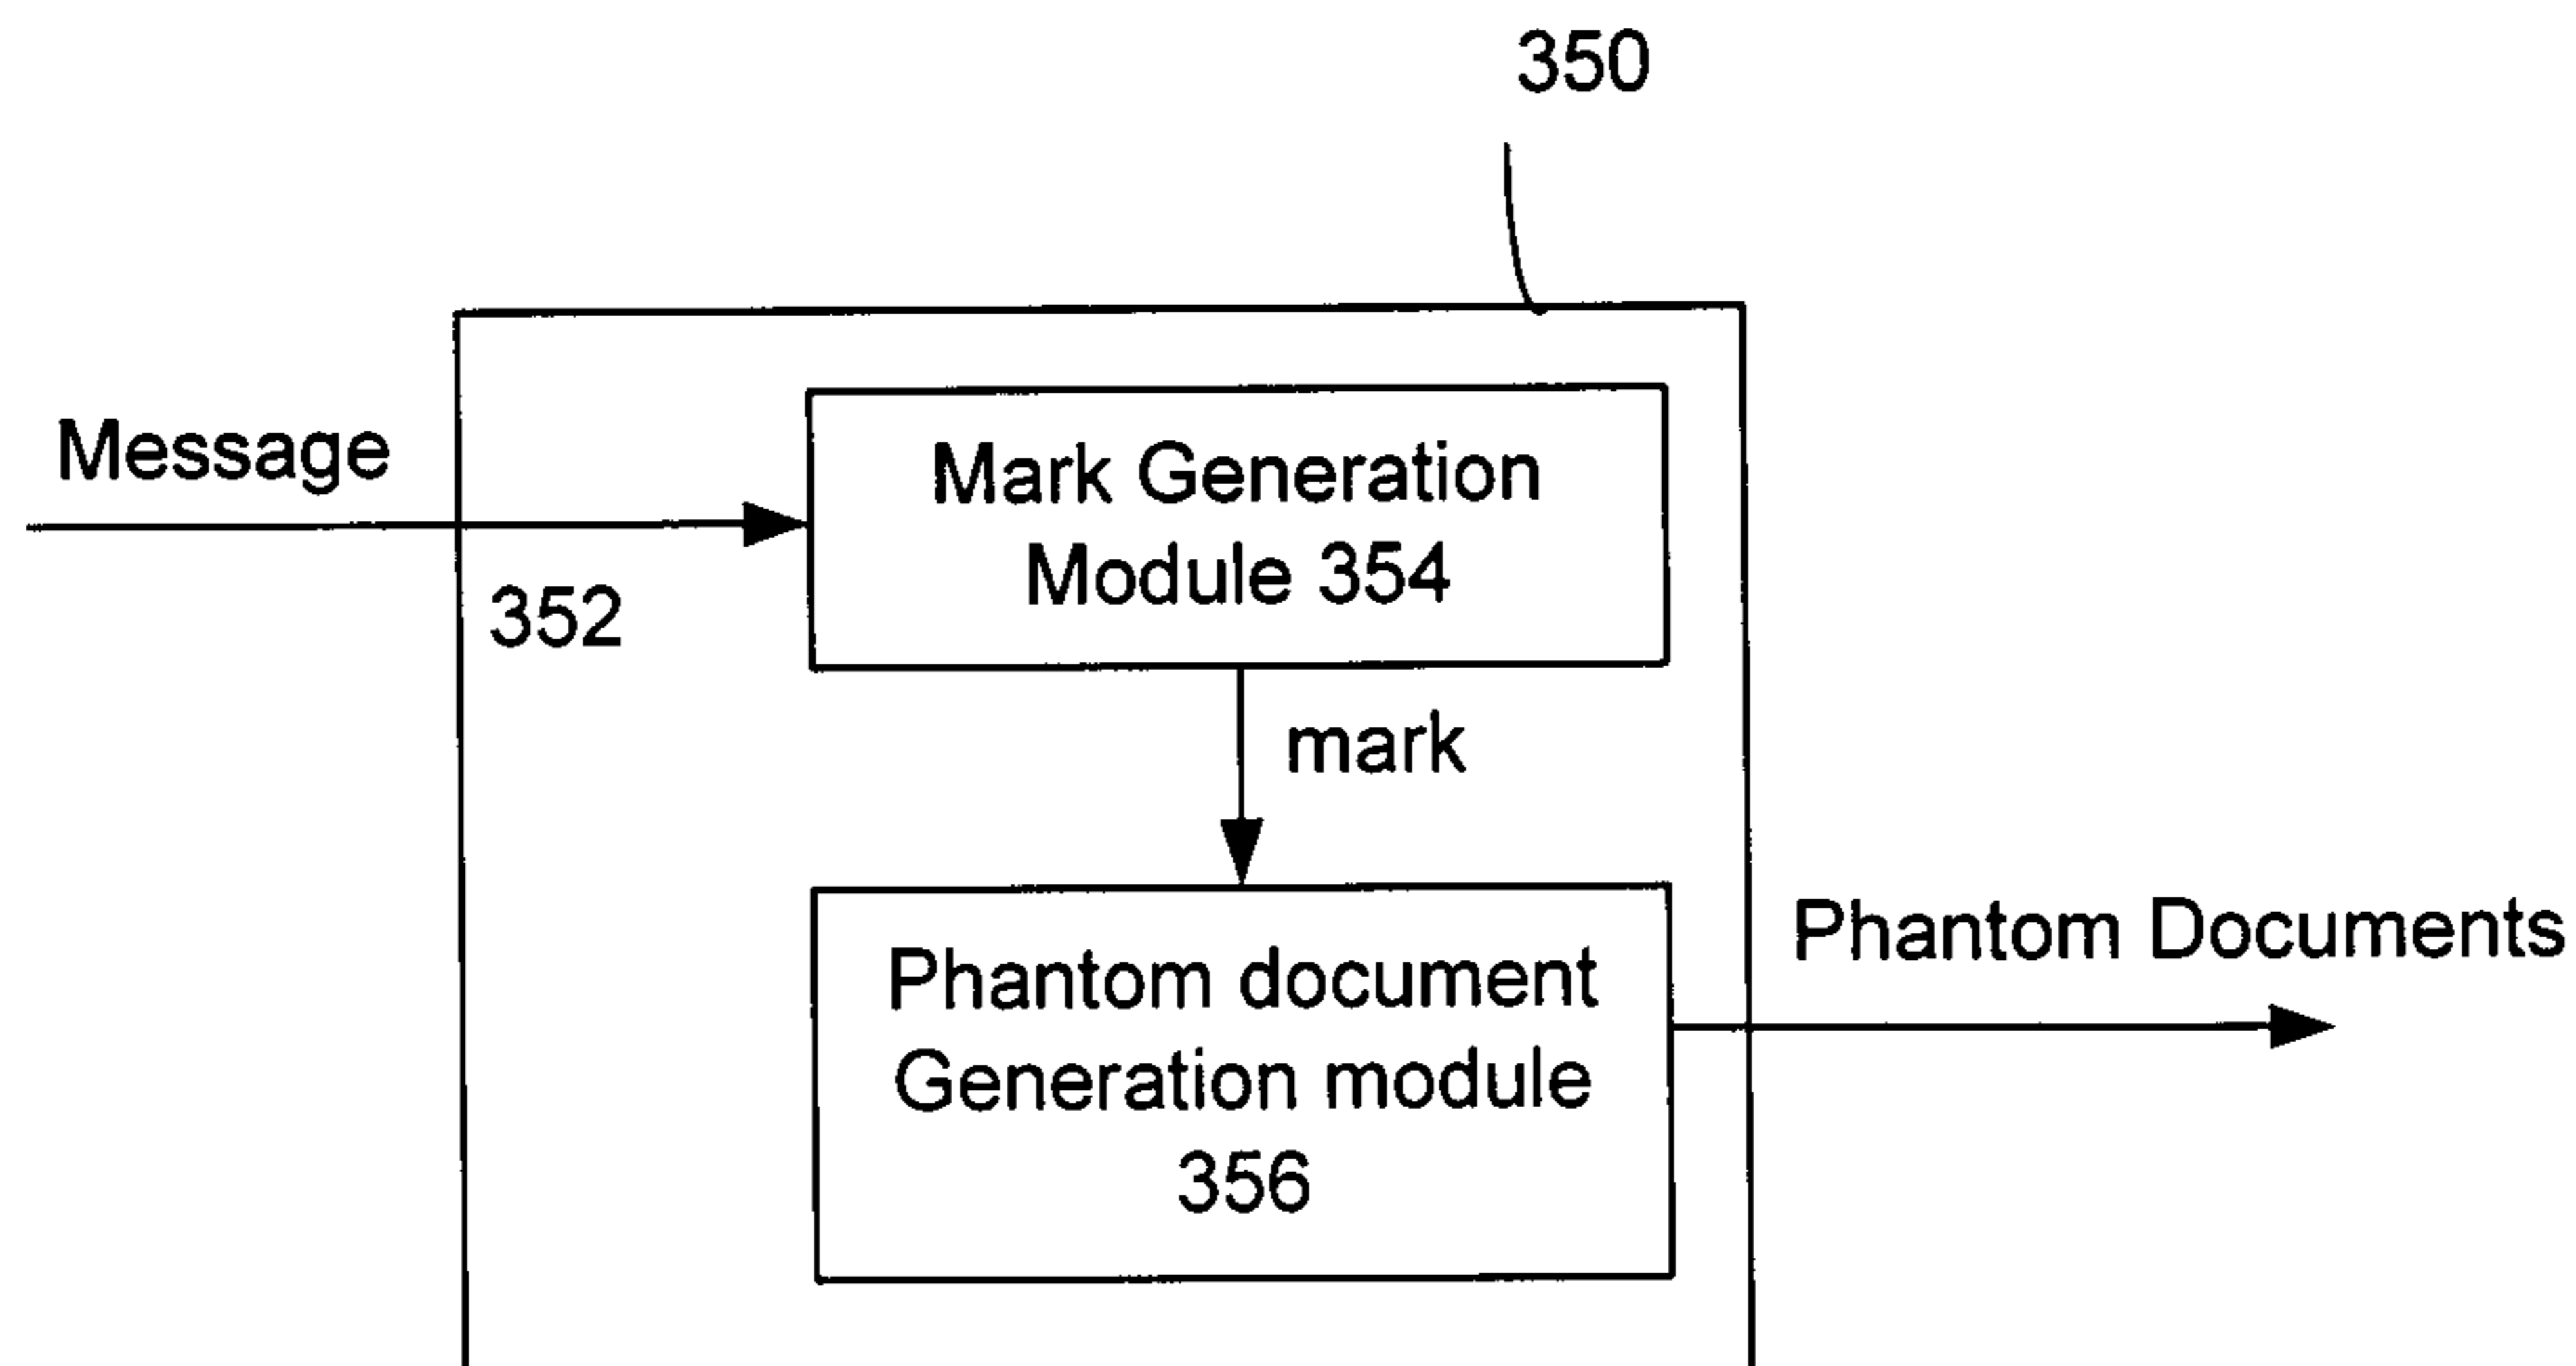 350
Message
Mark Generation
Module 354
352
mark
Phantom Documents
Phantom document
Generation module
356